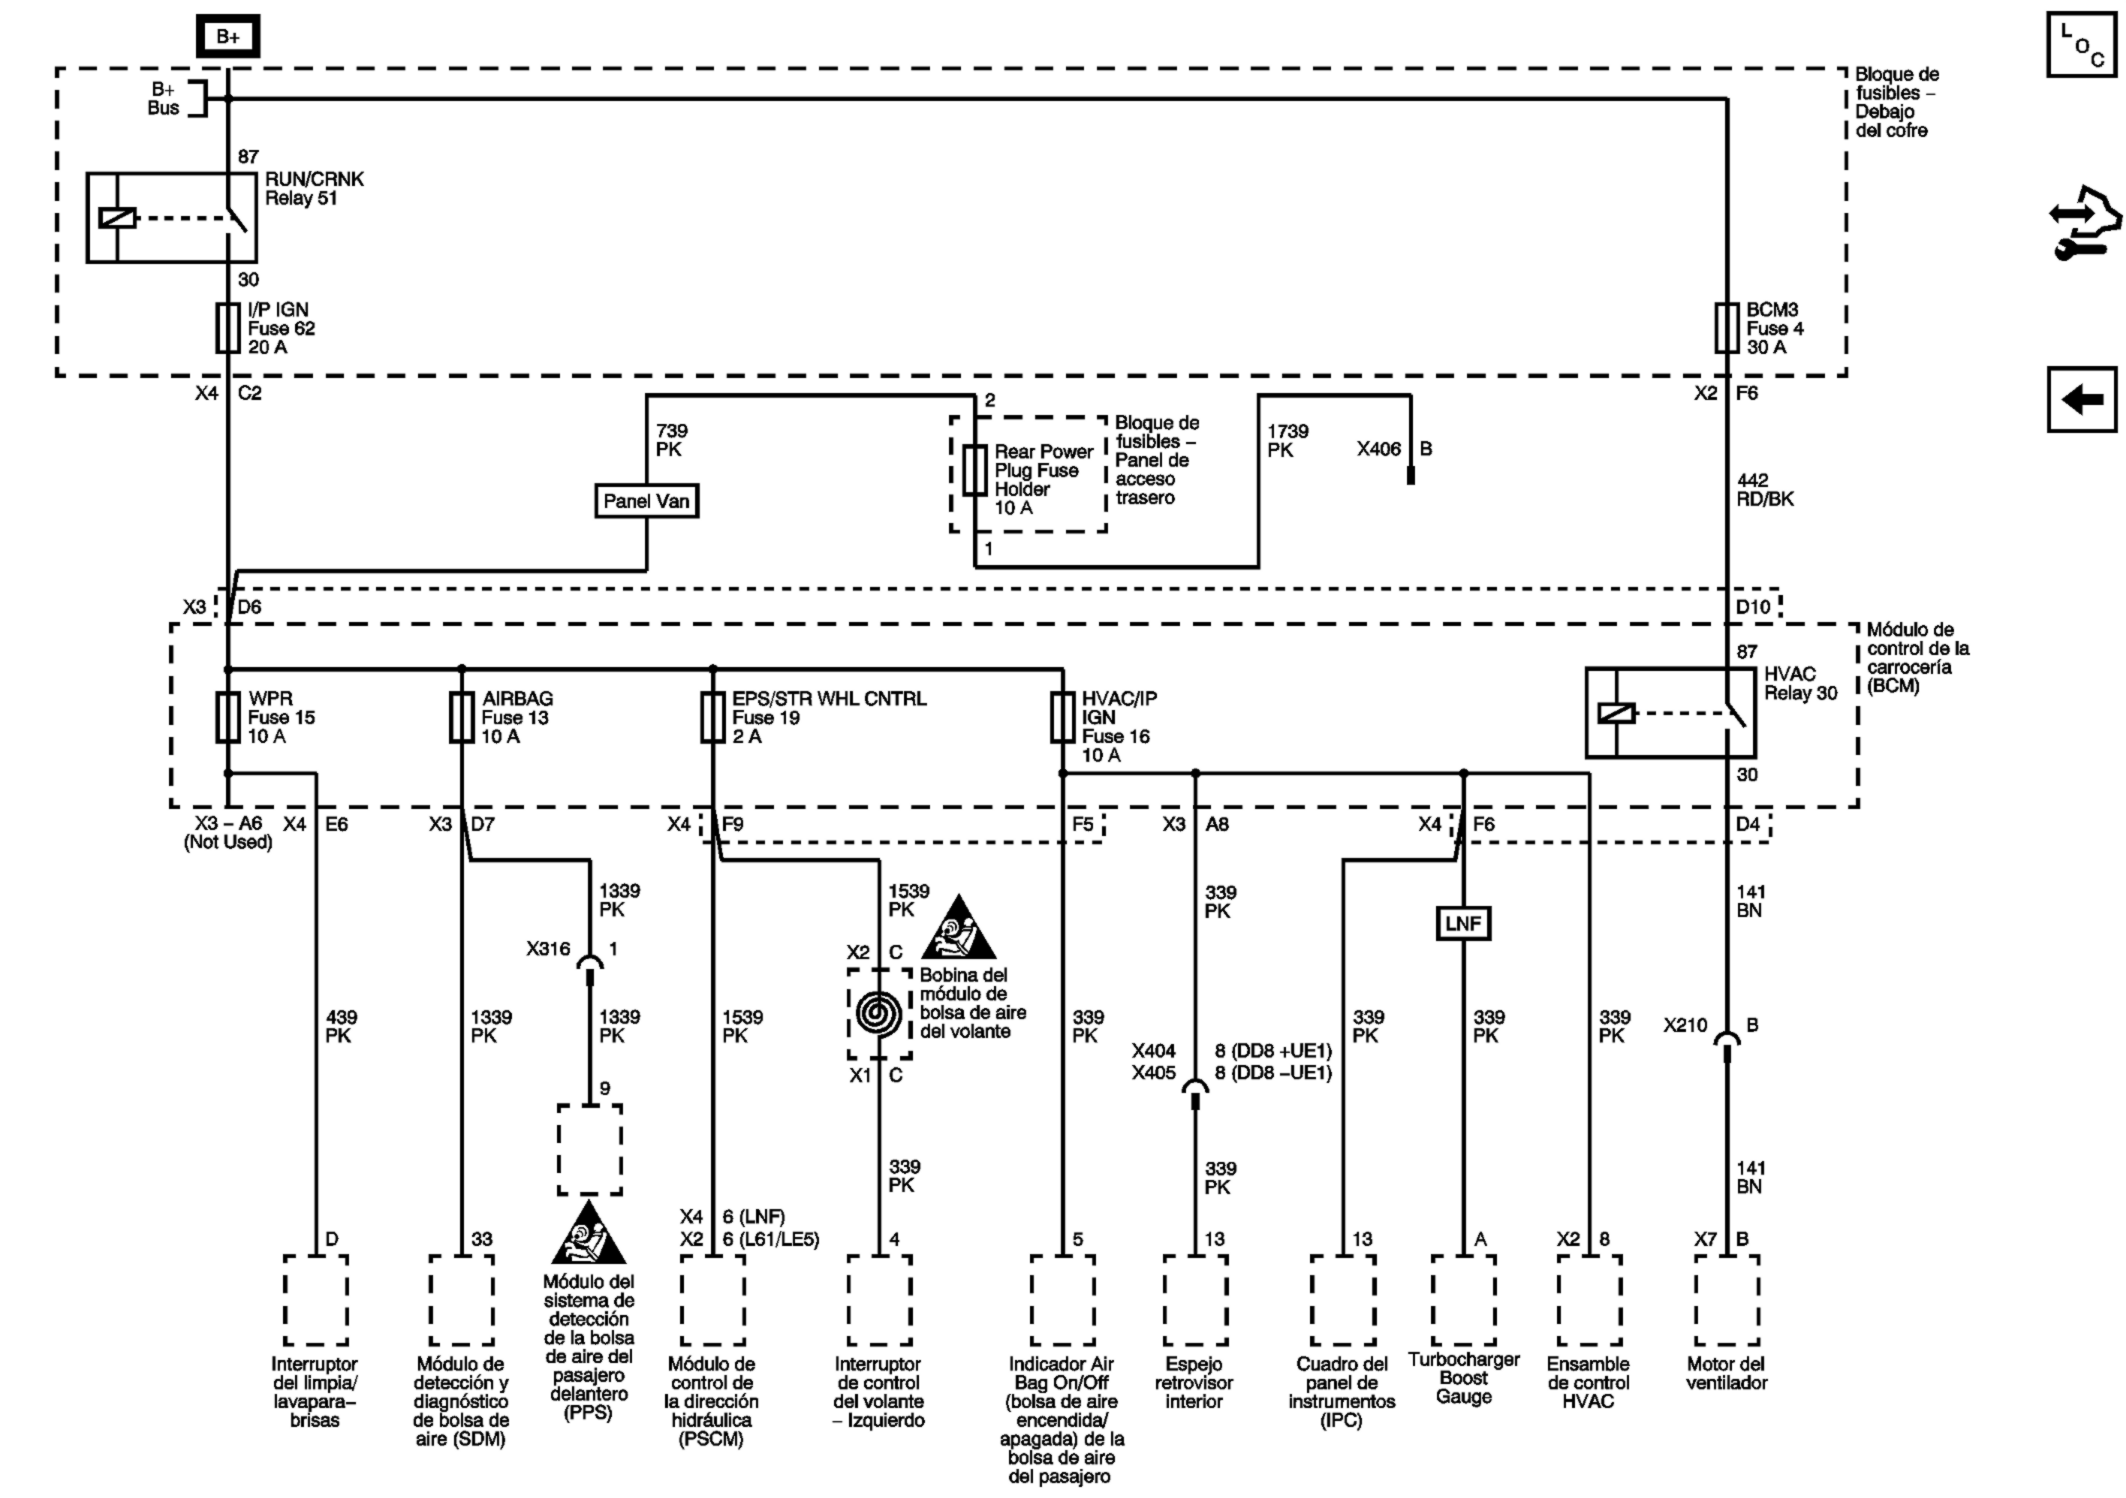 B+
L
O
C
B+
Bus
Bloque de
fusibles –
Debajo
del cofre
87
RUN/CRNK
Relay 51
30
I/P IGN
Fuse 62
20 A
BCM3
Fuse 4
30 A
X4 C2
X2 F6
739
PK
2
Rear Power
Plug Fuse
Holder
10 A
Bloque de
fusibles –
Panel de
acceso
trasero
1739
PK
X406 B
442
RD/BK
Panel Van
1
X3 D6
D10
Módulo de
control de la
carrocería
(BCM)
87
HVAC
Relay 30
30
WPR
Fuse 15
10 A
AIRBAG
Fuse 13
10 A
EPS/STR WHL CNTRL
Fuse 19
2 A
HVAC/IP
IGN
Fuse 16
10 A
X3 – A6
(Not Used)
X4 E6
X3 D7
X4 F9
F5
X3 A8
X4 F6
D4
1339
PK
1539
PK
339
PK
141
BN
LNF
X316 1
X2 C
Bobina del
módulo de
bolsa de aire
del volante
439
PK
1339
PK
1339
PK
1539
PK
339
PK
339
PK
339
PK
339
PK
X210 B
X404 8 (DD8 +UE1)
X405 8 (DD8 –UE1)
X1 C
9
339
PK
339
PK
141
BN
X4 6 (LNF)
X2 6 (L61/LE5)
D
33
4
5
13
13
A
X2 8
X7 B
Interruptor
del limpia/
lavapara–
brisas
Módulo de
detección y
diagnóstico
de bolsa de
aire (SDM)
Módulo del
sistema de
detección
de la bolsa
de aire del
pasajero
delantero
(PPS)
Módulo de
control de
la dirección
hidráulica
(PSCM)
Interruptor
de control
del volante
– Izquierdo
Indicador Air
Bag On/Off
(bolsa de aire
encendida/
apagada) de la
bolsa de aire
del pasajero
Espejo
retrovisor
interior
Cuadro del
panel de
instrumentos
(IPC)
Turbocharger
Boost
Gauge
Ensamble
de control
HVAC
Motor del
ventilador